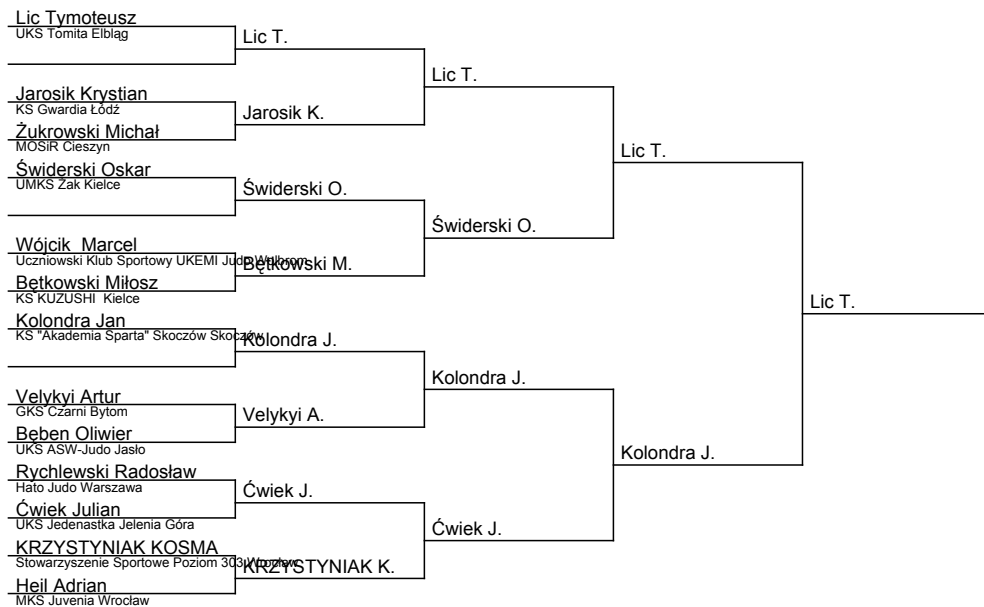 Lic Tymoteusz
UKS Tomita Elbląg
Jarosik Krystian
KS Gwardia Łódź
Żukrowski Michał
MOSiR Cieszyn
Świderski Oskar
UMKS Żak Kielce
Wójcik  Marcel
Uczniowski Klub Sportowy UKEMI Judo Wolbrom
Bętkowski Miłosz
KS KUZUSHI  Kielce
Kolondra Jan
KS "Akademia Sparta" Skoczów Skoczów
Velykyi Artur
GKS Czarni Bytom
Bęben Oliwier
UKS ASW-Judo Jasło
Rychlewski Radosław
Hato Judo Warszawa
Ćwiek Julian
UKS Jedenastka Jelenia Góra
KRZYSTYNIAK KOSMA
Stowarzyszenie Sportowe Poziom 303 Wrocław
Heil Adrian
MKS Juvenia Wrocław
Lic T.
Jarosik K.
Świderski O.
Bętkowski M.
Kolondra J.
Velykyi A.
Ćwiek J.
KRZYSTYNIAK K.
Lic T.
Świderski O.
Kolondra J.
Ćwiek J.
Lic T.
Kolondra J.
Lic T.